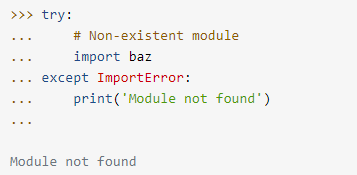 >>> try:
...     # Non-existent module
...     import baz
... except ImportError:
...     print('Module not found')
...
Module not found